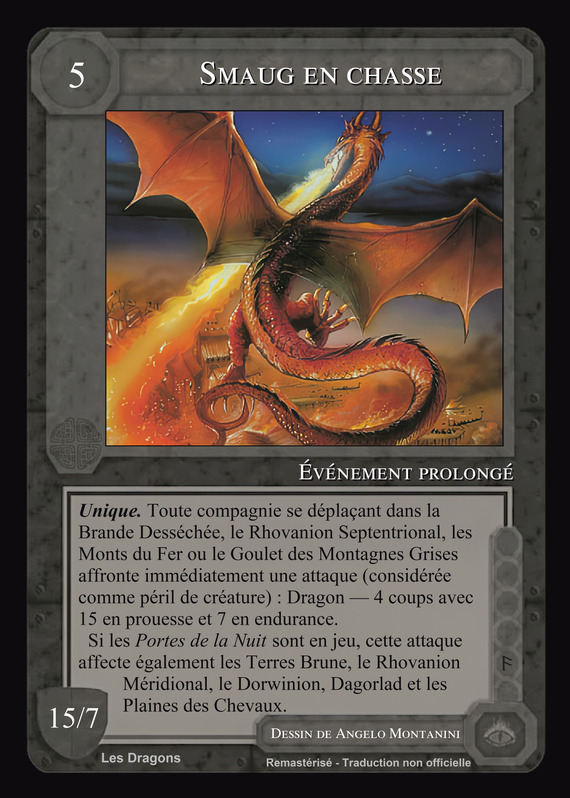 5
Smaug en chasse
Événement prolongé
Unique. Toute compagnie se déplaçant dans la
Brande Desséchée, le Rhovanion Septentrional, les
Monts du Fer ou le Goulet des Montagnes Grises
affronte immédiatement une attaque (considérée
comme péril de créature) : Dragon — 4 coups avec
15 en prouesse et 7 en endurance.
Si les Portes de la Nuit sont en jeu, cette attaque
affecte également les Terres Brune, le Rhovanion
Méridional, le Dorwinion, Dagorlad et les
Plaines des Chevaux.
15/7
Dessin de Angelo Montanini
Les Dragons
Remastérisé - Traduction non officielle